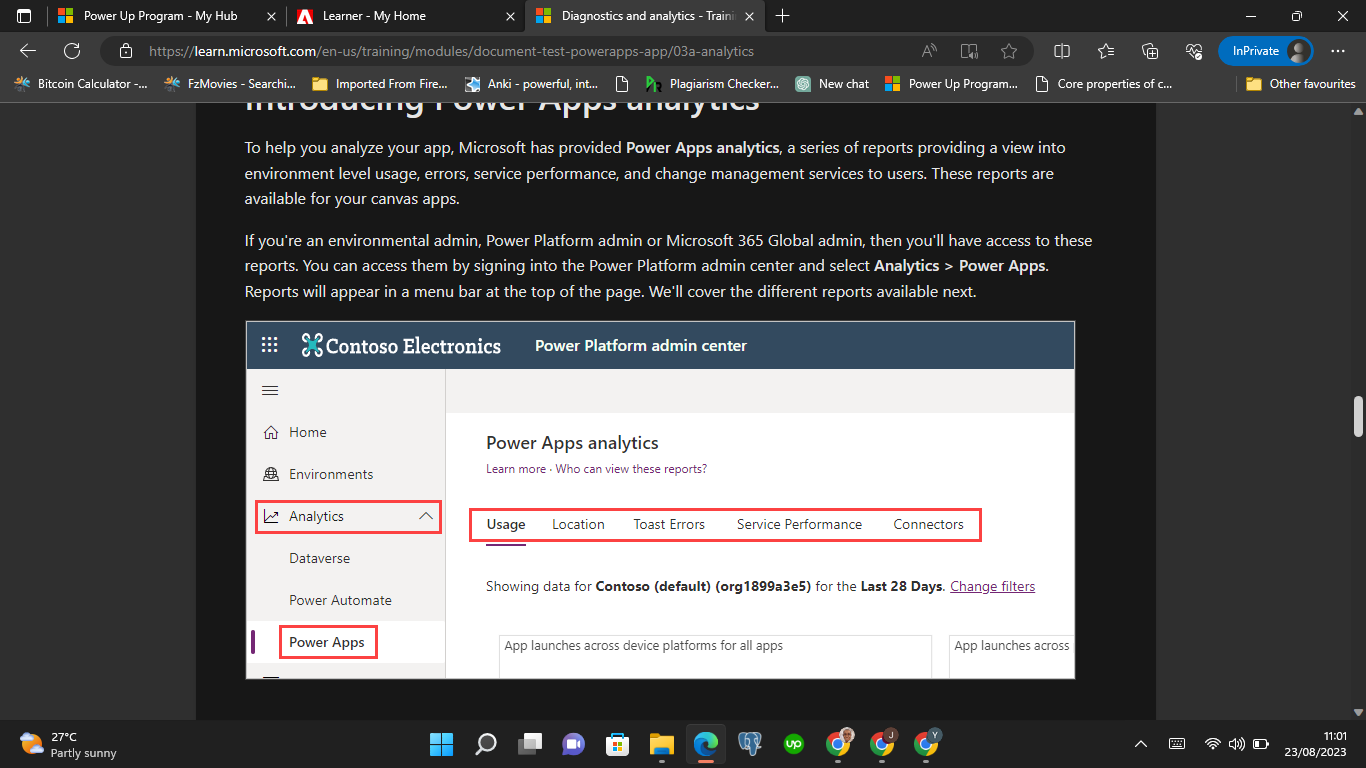 Power Up Program - My Hub
Learner - My Home
Diagnostics and analytics - Trainin
https://learn.microsoft.com/en-us/training/modules/document-test-powerapps-app/03a-analytics
InPrivate
Bitcoin Calculator -...
FzMovies - Searchi...
Imported From Fire...
Anki - powerful, int...
Plagiarism Checker...
New chat
Power Up Program...
Core properties of c...
Other favourites
Introducing Power Apps analytics
To help you analyze your app, Microsoft has provided Power Apps analytics, a series of reports providing a view into
environment level usage, errors, service performance, and change management services to users. These reports are
available for your canvas apps.
If you're an environmental admin, Power Platform admin or Microsoft 365 Global admin, then you'll have access to these
reports. You can access them by signing into the Power Platform admin center and select Analytics > Power Apps.
Reports will appear in a menu bar at the top of the page. We'll cover the different reports available next.
Contoso Electronics
Power Platform admin center
Home
Environments
Analytics
Dataverse
Power Automate
Power Apps
Power Apps analytics
Learn more · Who can view these reports?
Usage Location Toast Errors Service Performance Connectors
Showing data for Contoso (default) (org1899a3e5) for the Last 28 Days. Change filters
App launches across device platforms for all apps
App launches across
27°C
Partly sunny
up
J
Y
11:01
23/08/2023